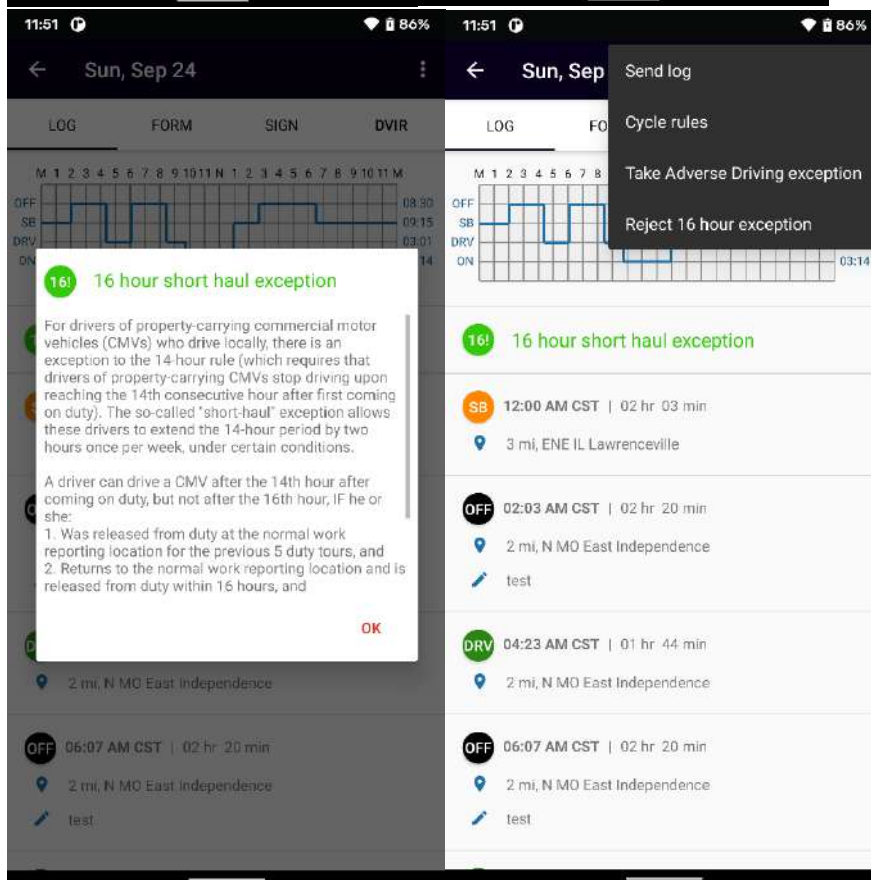 11:51
86%
Sun, Sep 24
LOG FORM SIGN DVIR
M 1 2 3 4 5 6 7 8 9 10 11 N 1 2 3 4 5 6 7 8 9 10 11 M
OFF 08:30
SB 09:15
DRV 03:01
ON 14
16! 16 hour short haul exception
For drivers of property-carrying commercial motor
vehicles (CMVs) who drive locally, there is an
exception to the 14-hour rule (which requires that
drivers of property-carrying CMVs stop driving upon
reaching the 14th consecutive hour after first coming
on duty). The so-called "short-haul" exception allows
these drivers to extend the 14-hour period by two
hours once per week, under certain conditions.
A driver can drive a CMV after the 14th hour after
coming on duty, but not after the 16th hour, IF he or
she:
1. Was released from duty at the normal work
reporting location for the previous 5 duty tours, and
2. Returns to the normal work reporting location and is
released from duty within 16 hours, and
OK
2 mi, N MO East Independence
OFF 06:07 AM CST | 02 hr 20 min
2 mi, N MO East Independence
test
11:51
86%
Sun, Sep
Send log
Cycle rules
Take Adverse Driving exception
Reject 16 hour exception
LOG FO
M 1 2 3 4 5 6 7 8
OFF
SB
DRV
ON 03:14
16! 16 hour short haul exception
SB 12:00 AM CST | 02 hr 03 min
3 mi, ENE IL Lawrenceville
OFF 02:03 AM CST | 02 hr 20 min
2 mi, N MO East Independence
test
DRV 04:23 AM CST | 01 hr 44 min
2 mi, N MO East Independence
OFF 06:07 AM CST | 02 hr 20 min
2 mi, N MO East Independence
test